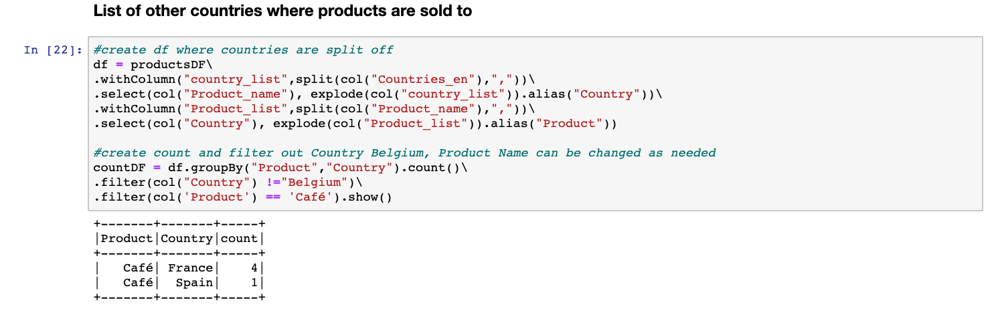 List of other countries where products are sold to
In [22]:
#create df where countries are split off
df = productsDF\
.withColumn("country_list",split(col("Countries_en"),","))\
.select(col("Product_name"), explode(col("country_list")).alias("Country"))\
.withColumn("Product_list",split(col("Product_name"),","))\
.select(col("Country"), explode(col("Product_list")).alias("Product"))
#create count and filter out Country Belgium, Product Name can be changed as needed
countDF = df.groupBy("Product","Country").count()\
.filter(col("Country") !="Belgium")\
.filter(col('Product') == 'Café').show()
+-------+-------+-----+
|Product|Country|count|
+-------+-------+-----+
|   Café| France|    4|
|   Café|  Spain|    1|
+-------+-------+-----+